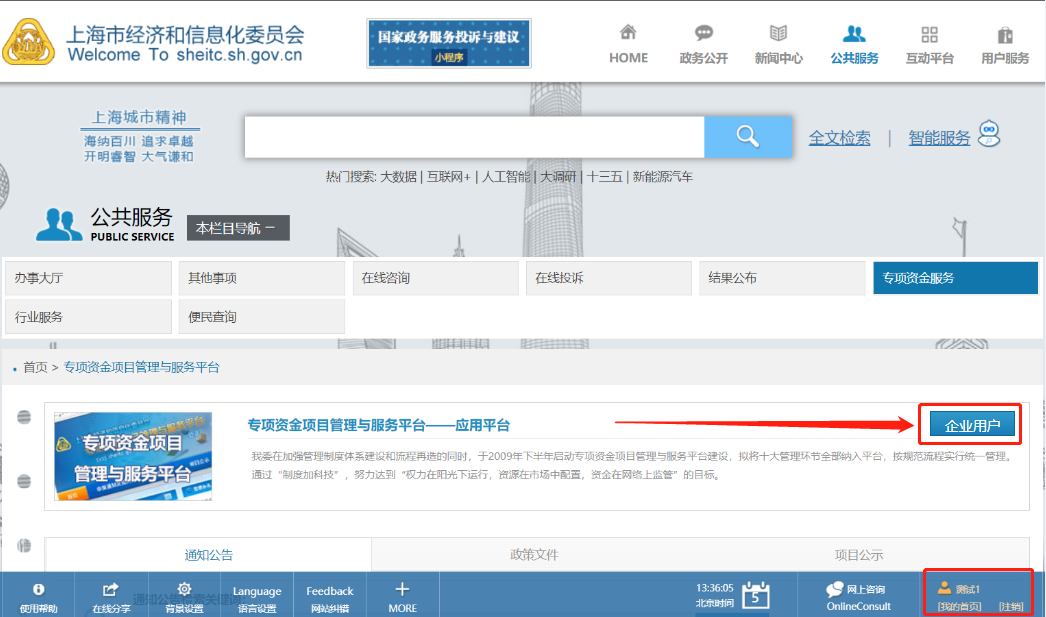 上海市经济和信息化委员会
Welcome To sheitc.sh.gov.cn
国家政务服务投诉与建议
小程序
HOME
政务公开
新闻中心
公共服务
互动平台
用户服务
上海城市精神
海纳百川 追求卓越
开明睿智 大气谦和
全文检索 | 智能服务
热门搜索: 大数据 | 互联网+ | 人工智能 | 大调研 | 十三五 | 新能源汽车
公共服务
PUBLIC SERVICE
本栏目导航 －
办事大厅
其他事项
在线咨询
在线投诉
结果公布
专项资金服务
行业服务
便民查询
首页 > 专项资金项目管理与服务平台
专项资金项目
管理与服务平台
专项资金项目管理与服务平台——应用平台
企业用户
我委在加强管理制度体系建设和流程再造的同时，于2009年下半年启动专项资金项目管理与服务平台建设，拟将十大管理环节全部纳入平台，按规范流程实行统一管理。
通过“制度加科技”，努力达到“权力在阳光下运行，资源在市场中配置，资金在网络上监管”的目标。
通知公告
政策文件
项目公示
通知公告检索关键词:
使用帮助
在线分享
背景设置
Language
语言设置
Feedback
网站纠错
MORE
13:36:05
北京时间
5
网上咨询
OnlineConsult
测试1
[我的首页] [注销]